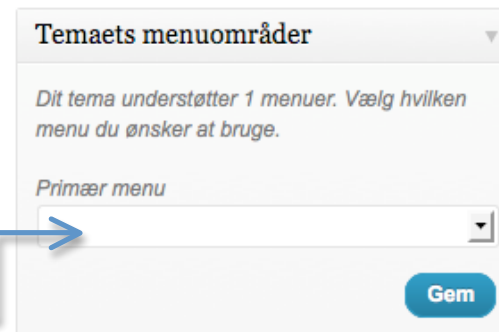 Temaets menuområder
Dit tema understøtter 1 menuer. Vælg hvilken
menu du ønsker at bruge.
Primær menu
Gem